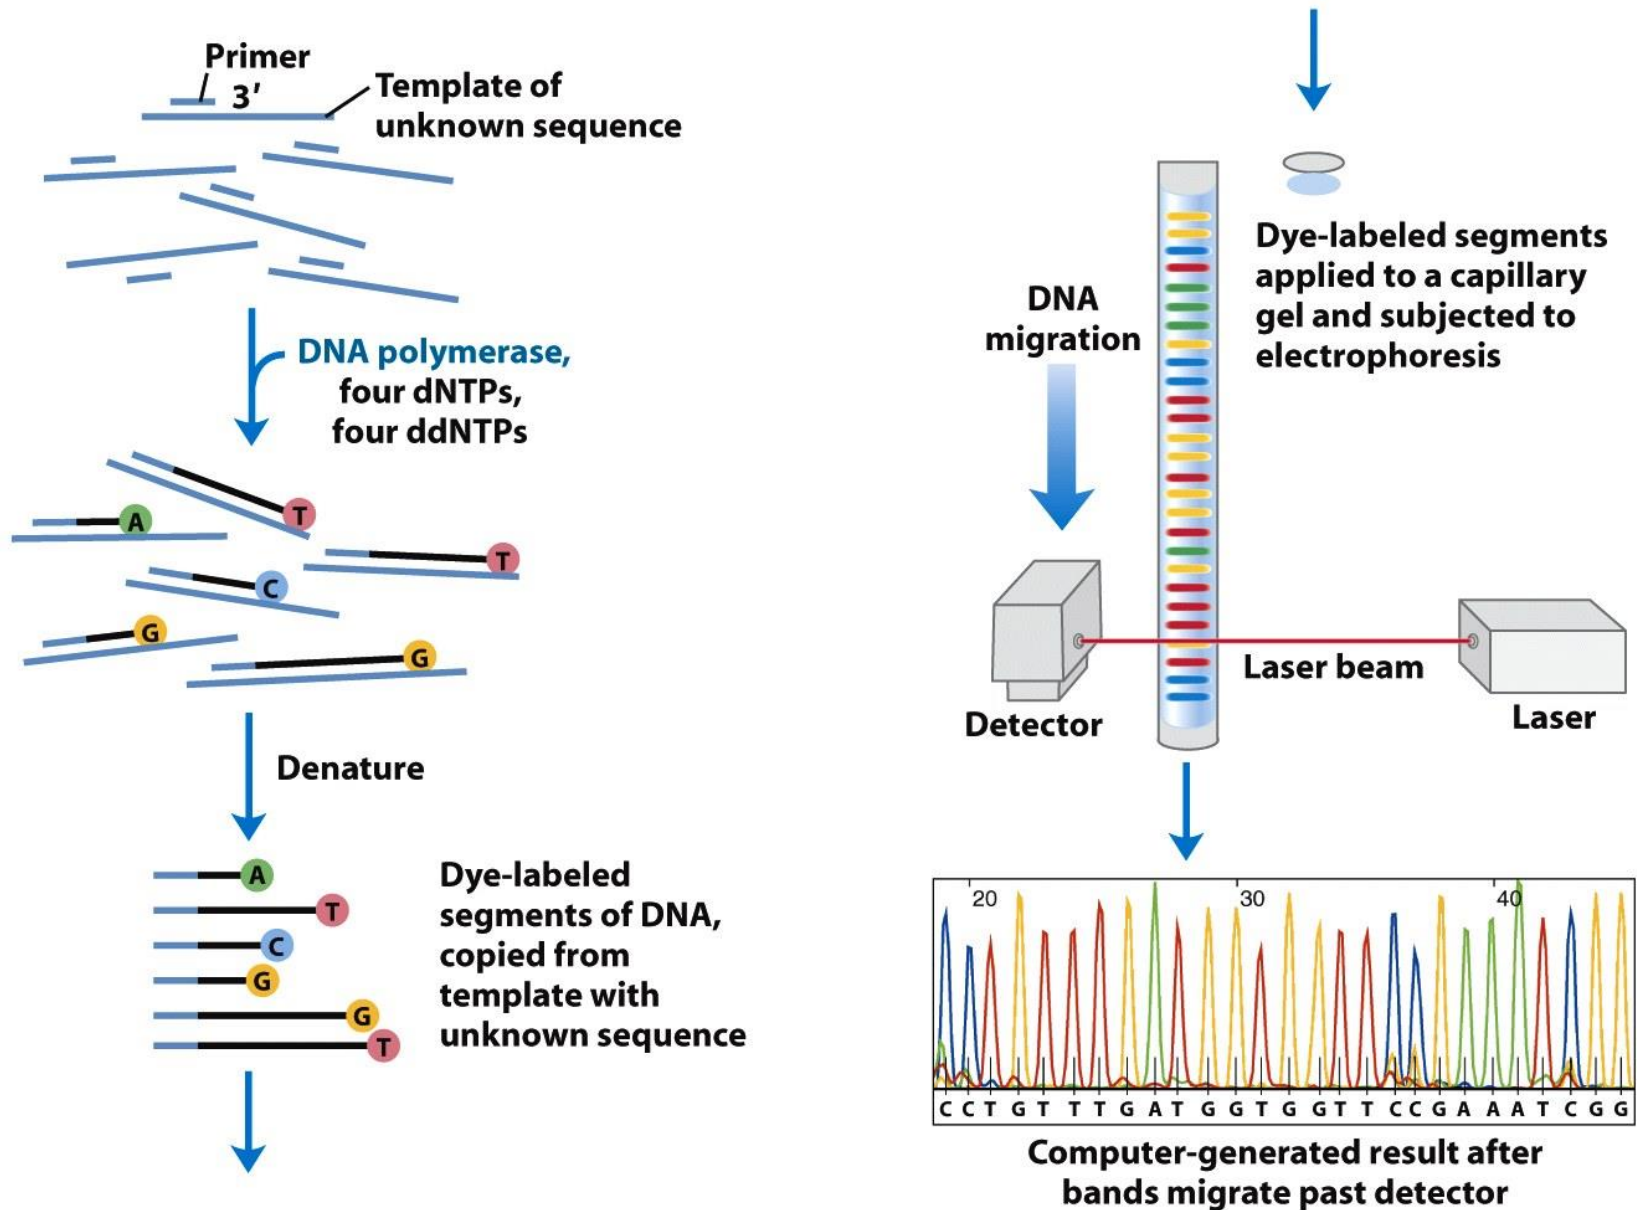 Primer
3′
Template of
unknown sequence
DNA polymerase,
four dNTPs,
four ddNTPs
T
A
T
C
G
G
Denature
A
T
C
G
G
T
Dye-labeled
segments of DNA,
copied from
template with
unknown sequence
Dye-labeled segments
applied to a capillary
gel and subjected to
electrophoresis
DNA
migration
Laser beam
Detector
Laser
20 30 40
C C T G T T T G A T G G T G G T T C C G A A A T C G G
Computer-generated result after
bands migrate past detector